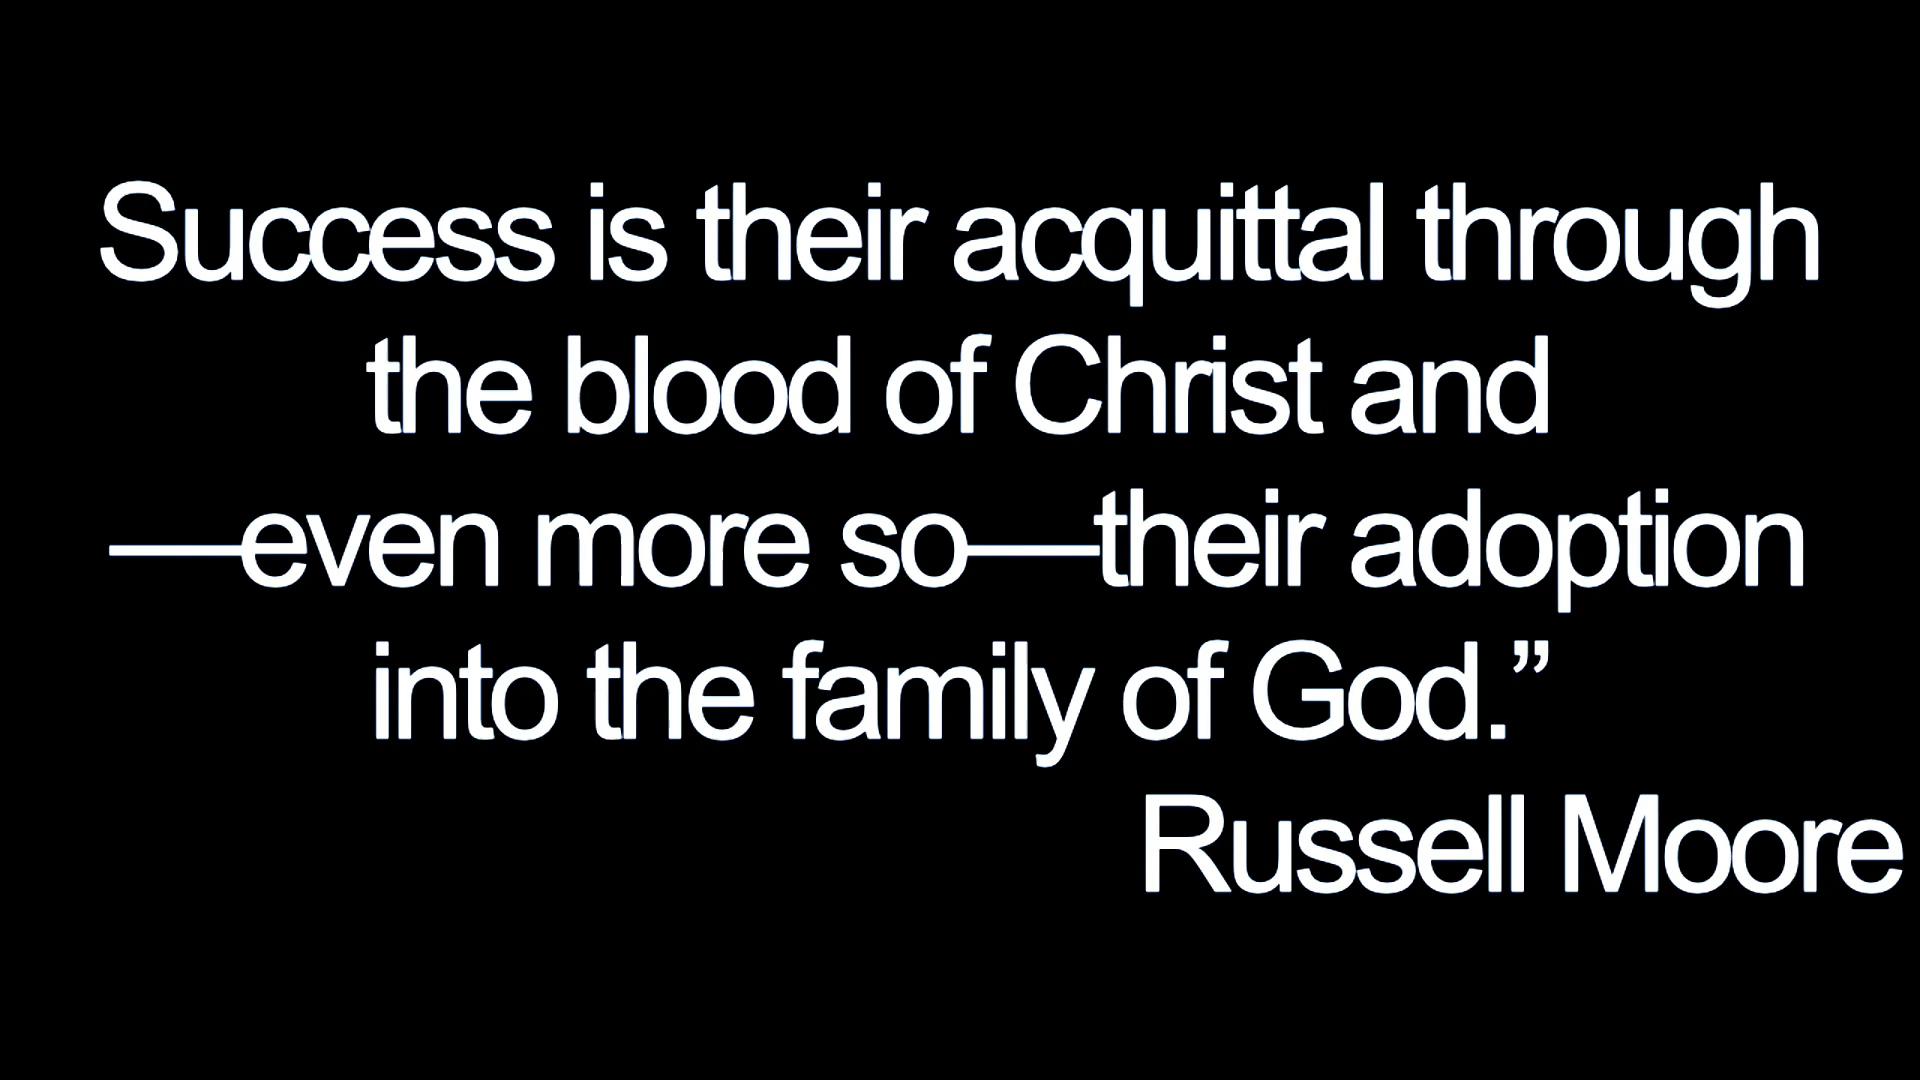 Success is their acquittal through
the blood of Christ and
—even more so—their adoption
into the family of God.”
Russell Moore